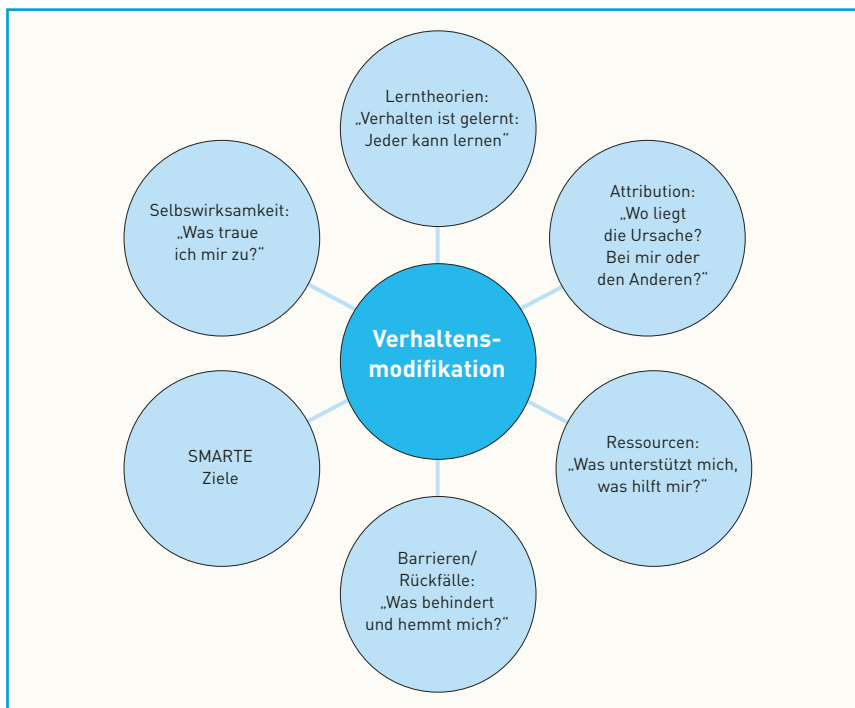 Lerntheorien:
„Verhalten ist gelernt:
Jeder kann lernen“
Attribution:
„Wo liegt
die Ursache?
Bei mir oder
den Anderen?“
Ressourcen:
„Was unterstützt mich,
was hilft mir?“
Barrieren/
Rückfälle:
„Was behindert
und hemmt mich?“
SMARTE
Ziele
Selbswirksamkeit:
„Was traue
ich mir zu?“
Verhaltens-
modifikation